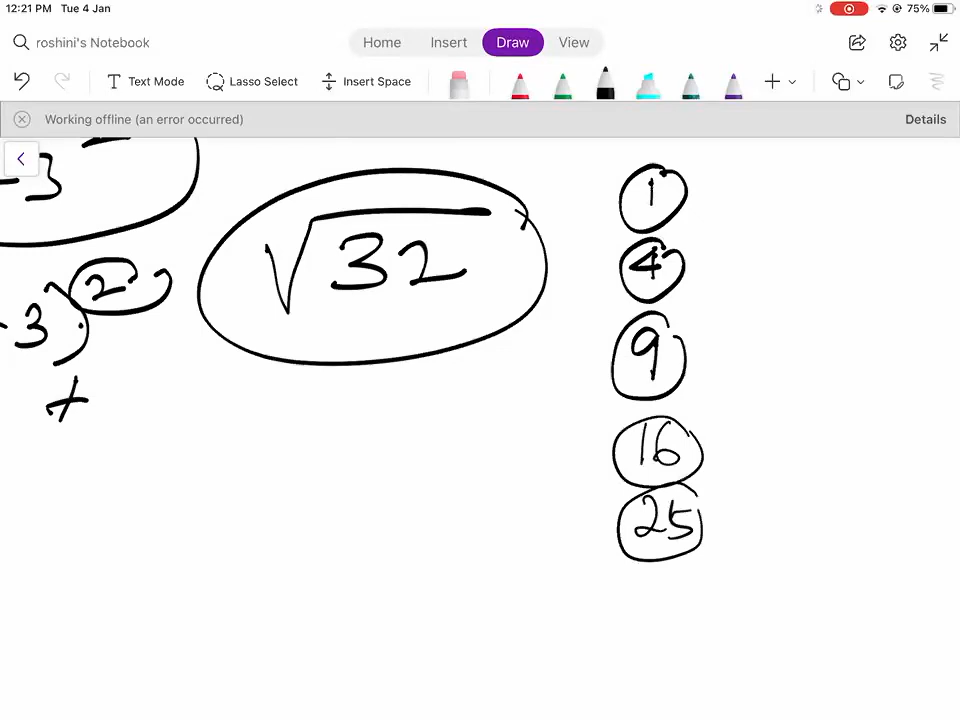 12:21 PM Tue 4 Jan 75%
roshini's Notebook Home Insert Draw View
Text Mode Lasso Select Insert Space
Working offline (an error occurred) Details
-3
√32
-3)2
+
1
4
9
16
25